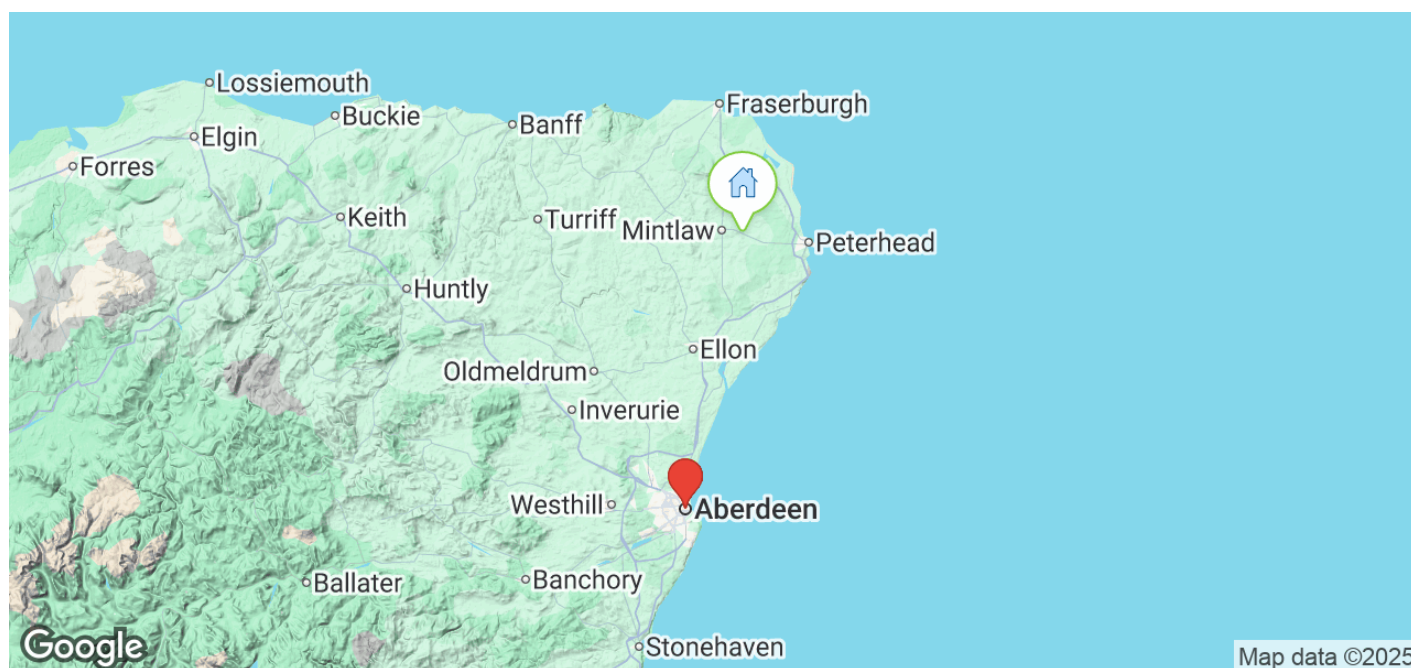 Lossiemouth
Fraserburgh
Buckie
Banff
Elgin
Forres
Keith
Turriff
Mintlaw
Peterhead
Huntly
Ellon
Oldmeldrum
Inverurie
Westhill
Aberdeen
Banchory
Ballater
Stonehaven
Google
Map data ©2025